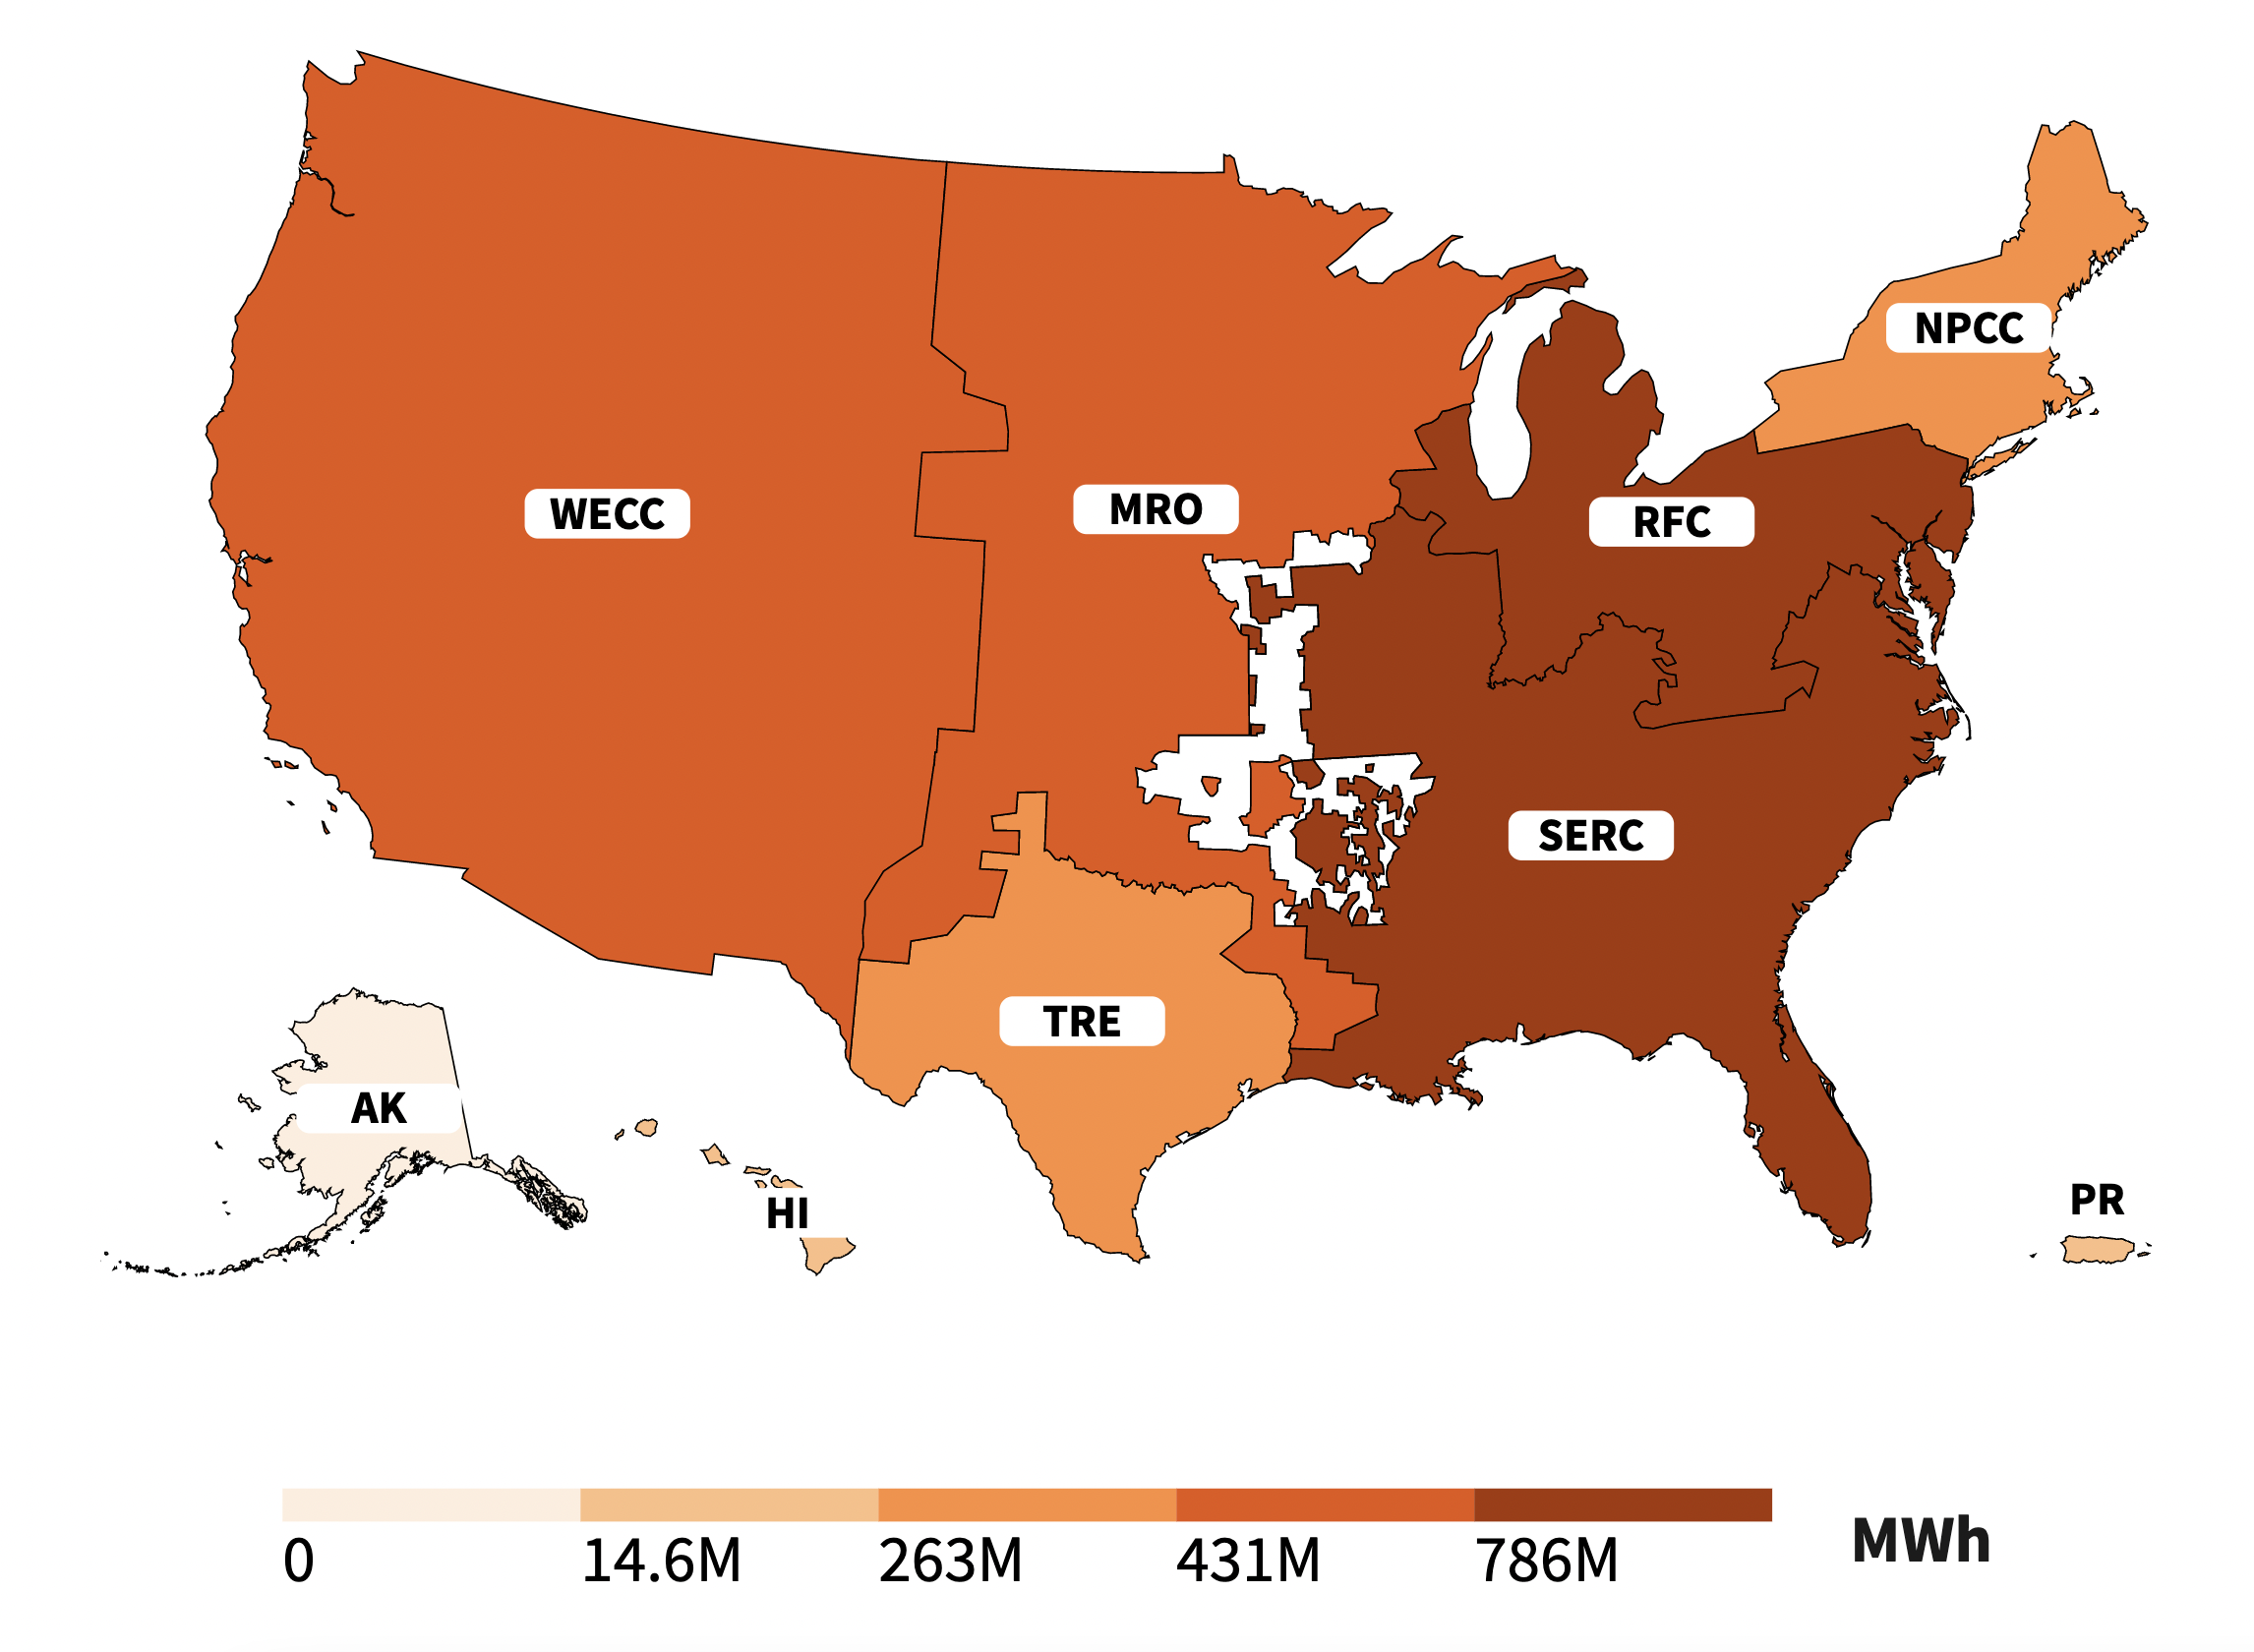 NPCC
WECC
MRO
RFC
SERC
TRE
AK
HI
PR
0
14.6M
263M
431M
786M
MWh